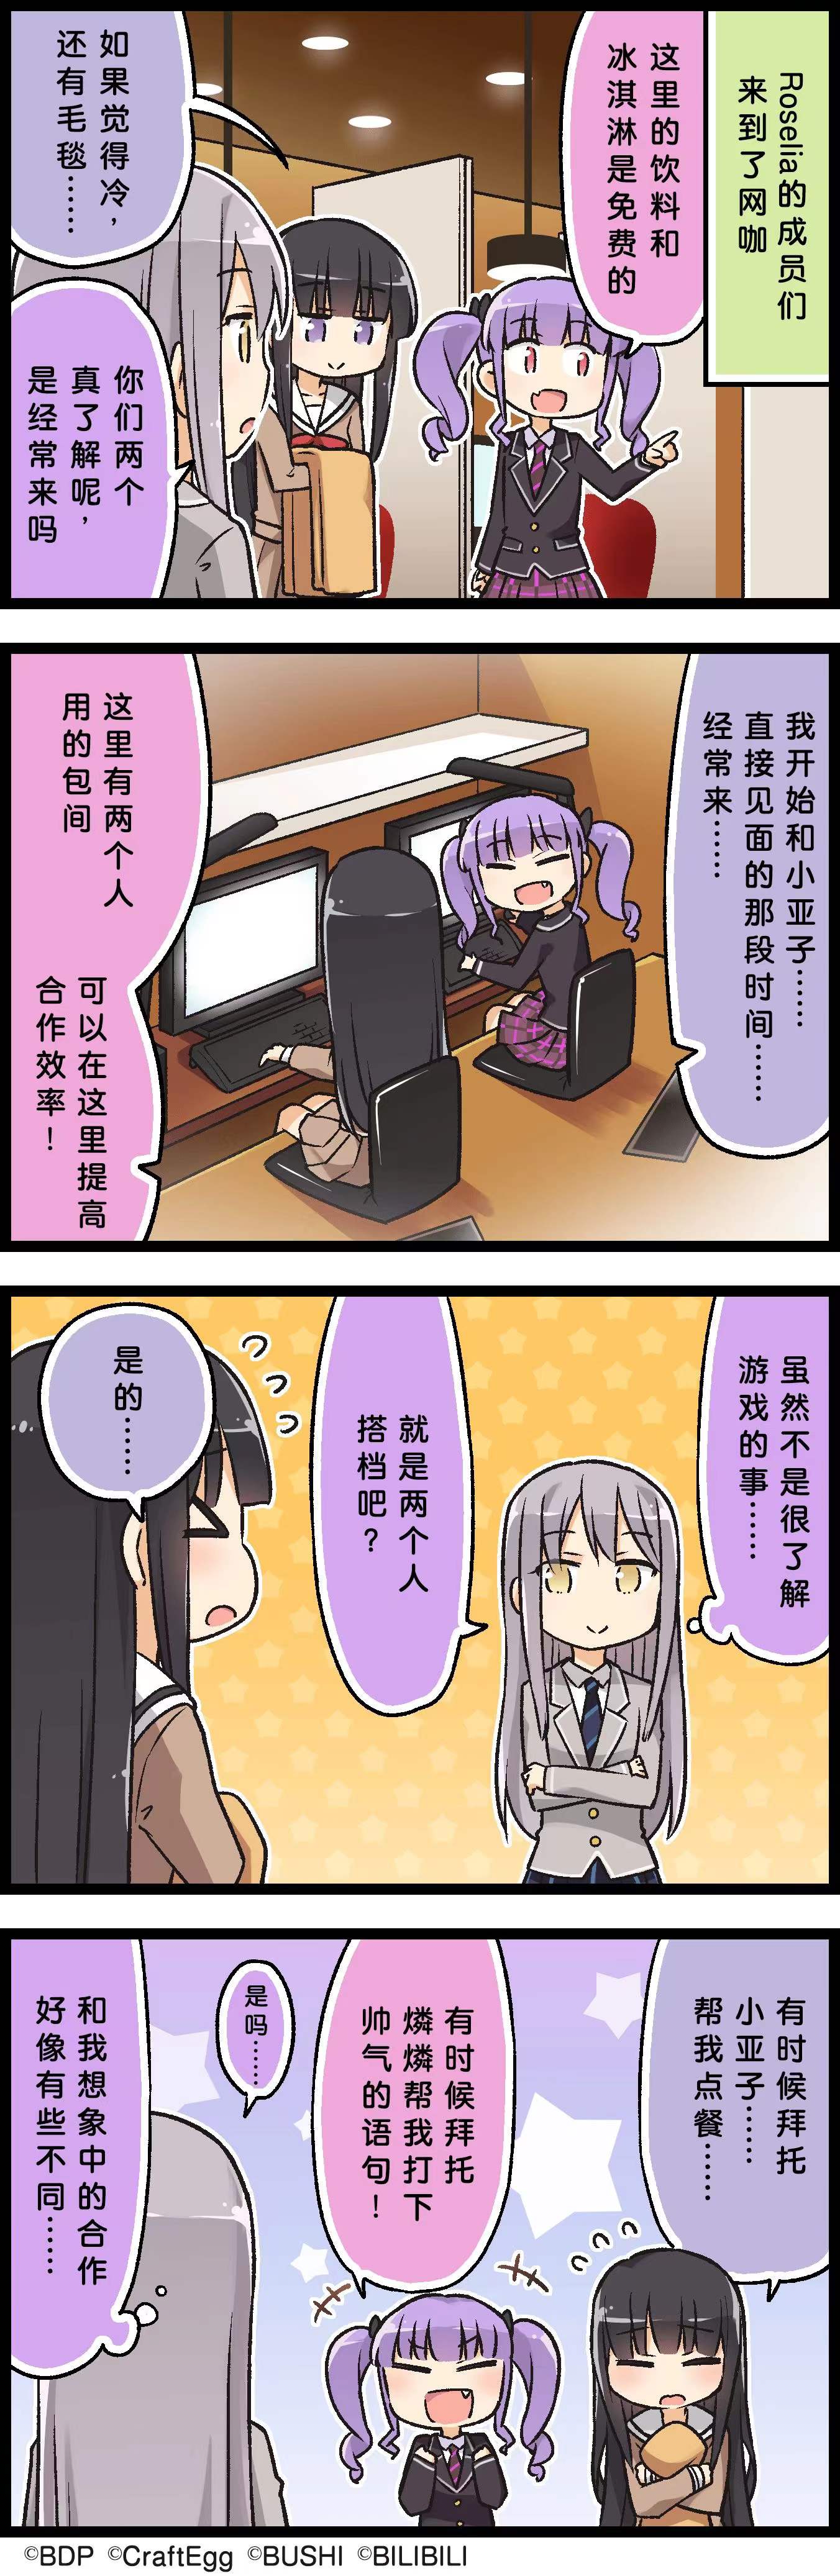 Roselia的成员们
来到了网咖
这里的饮料和
冰淇淋是免费的
如果觉得冷，
还有毛毯……
你们两个
真了解呢，
是经常来吗
我开始和小亚子……
直接见面的那段时间……
经常来……
这里有两个人
用的包间
可以在这里提高
合作效率！
虽然不是很了解
游戏的事……
就是两个人
搭档吧？
是的……
有时候拜托
小亚子……
帮我点餐……
有时候拜托
燐燐帮我打下
帅气的语句！
是吗……
和我想象中的合作
好像有些不同……
©BDP ©CraftEgg ©BUSHI ©BILIBILI